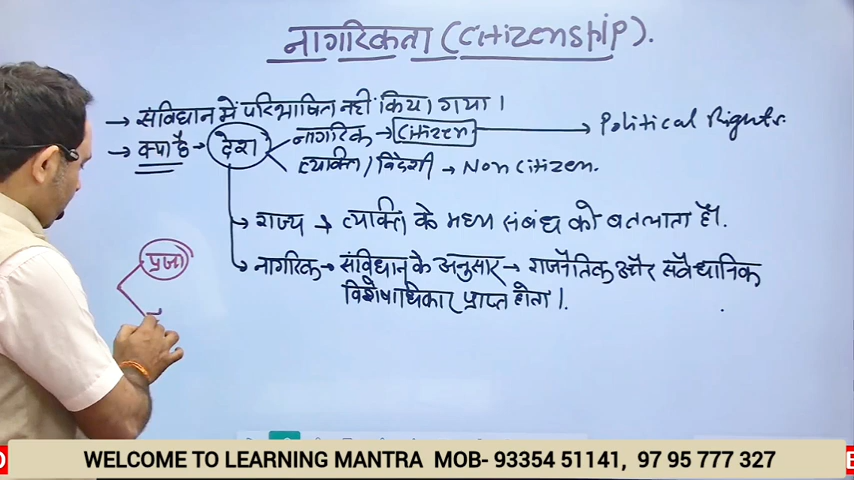 नागरिकता (Citizenship).
→ संविधान में परिभाषित नहीं किया गया।
→ क्या है → देश
नागरिक → Citizen → Political Rights.
व्यक्ति / विदेशी → Non Citizen.
→ राज्य → व्यक्ति के मध्य संबंध को बतलाता है।
→ नागरिक → संविधान के अनुसार → राजनैतिक और संवैधानिक
विशेषाधिकार प्राप्त होता।
प्रजा
WELCOME TO LEARNING MANTRA MOB- 93354 51141, 97 95 777 327